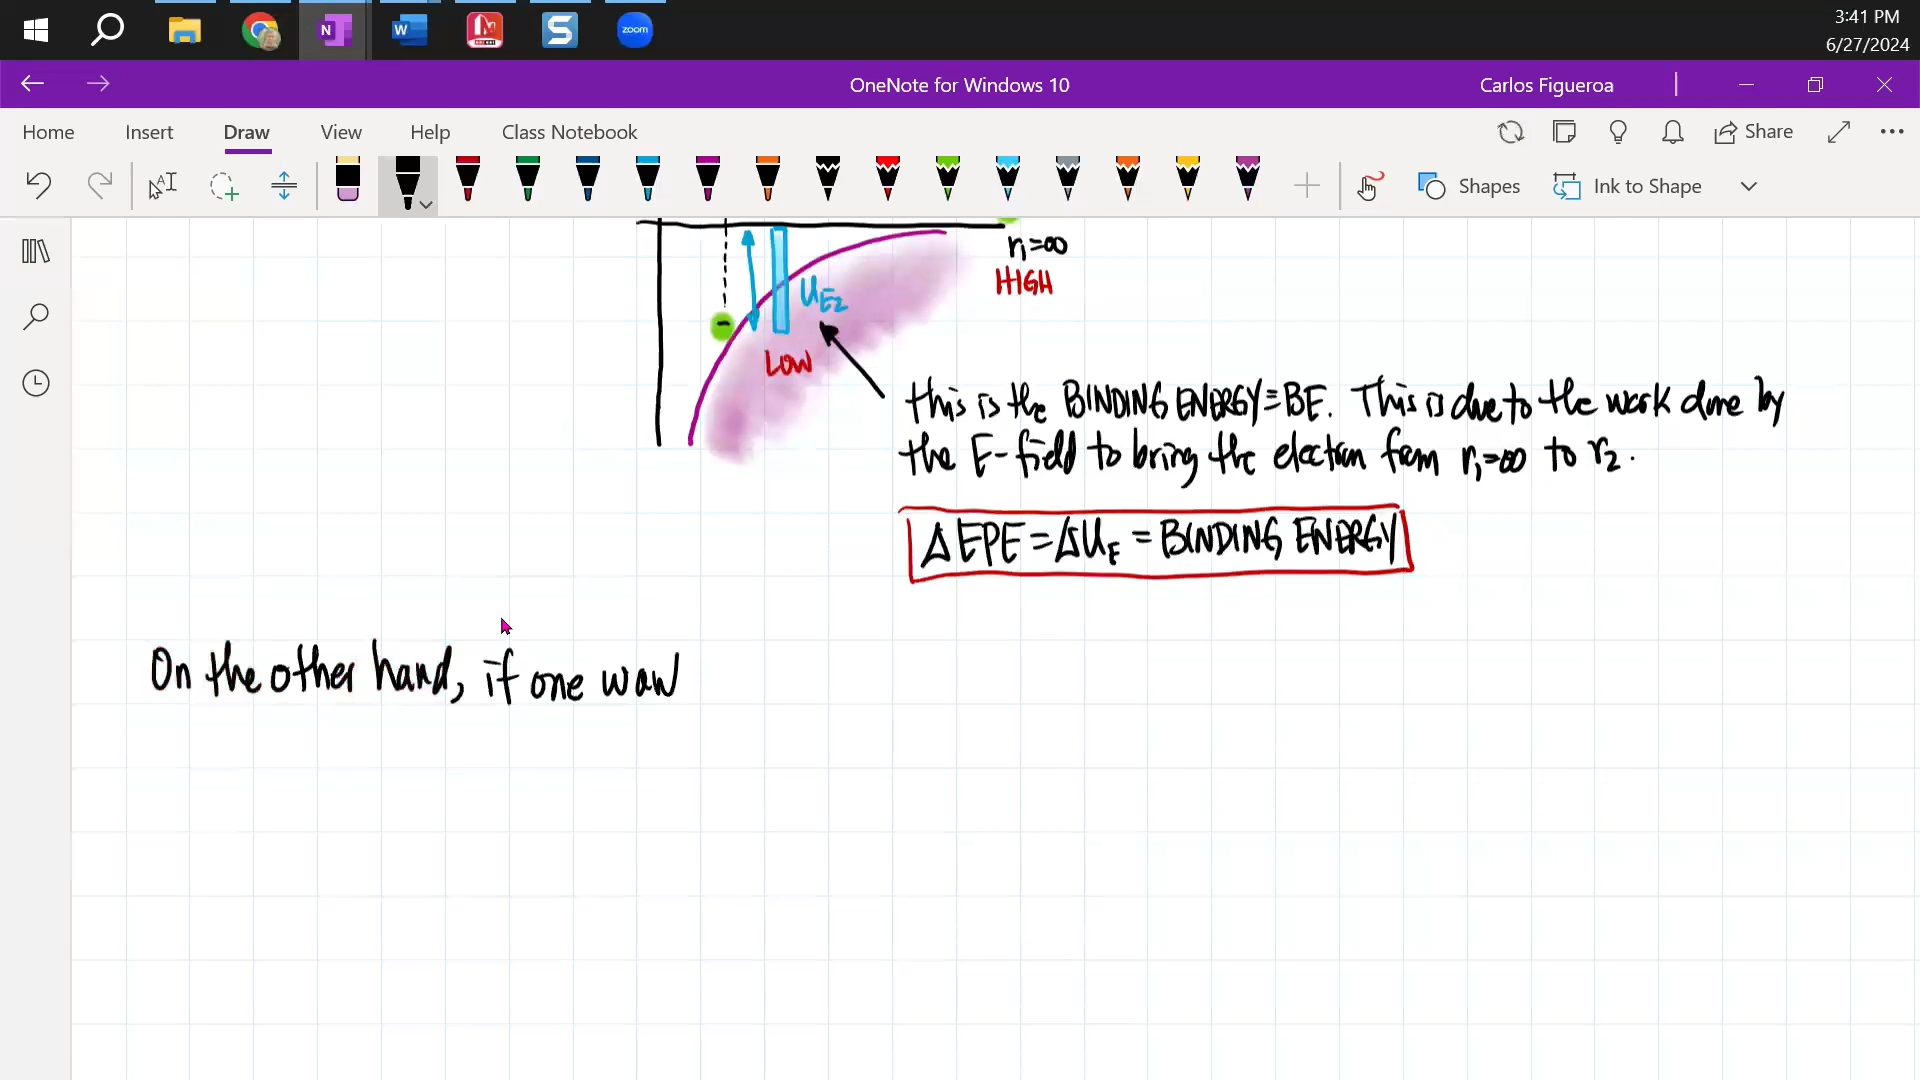 N
W
S
zoom
3:41 PM
6/27/2024
OneNote for Windows 10
Carlos Figueroa
Home Insert Draw View Help Class Notebook
Share
Shapes
Ink to Shape
r₁=∞
HIGH
U_E₂
-
LOW
this is the BINDING ENERGY≡BE. This is due to the work done by
the E-field to bring the electron from r₁=∞ to r₂.
ΔEPE = ΔU_E = BINDING ENERGY
On the other hand, if one waw